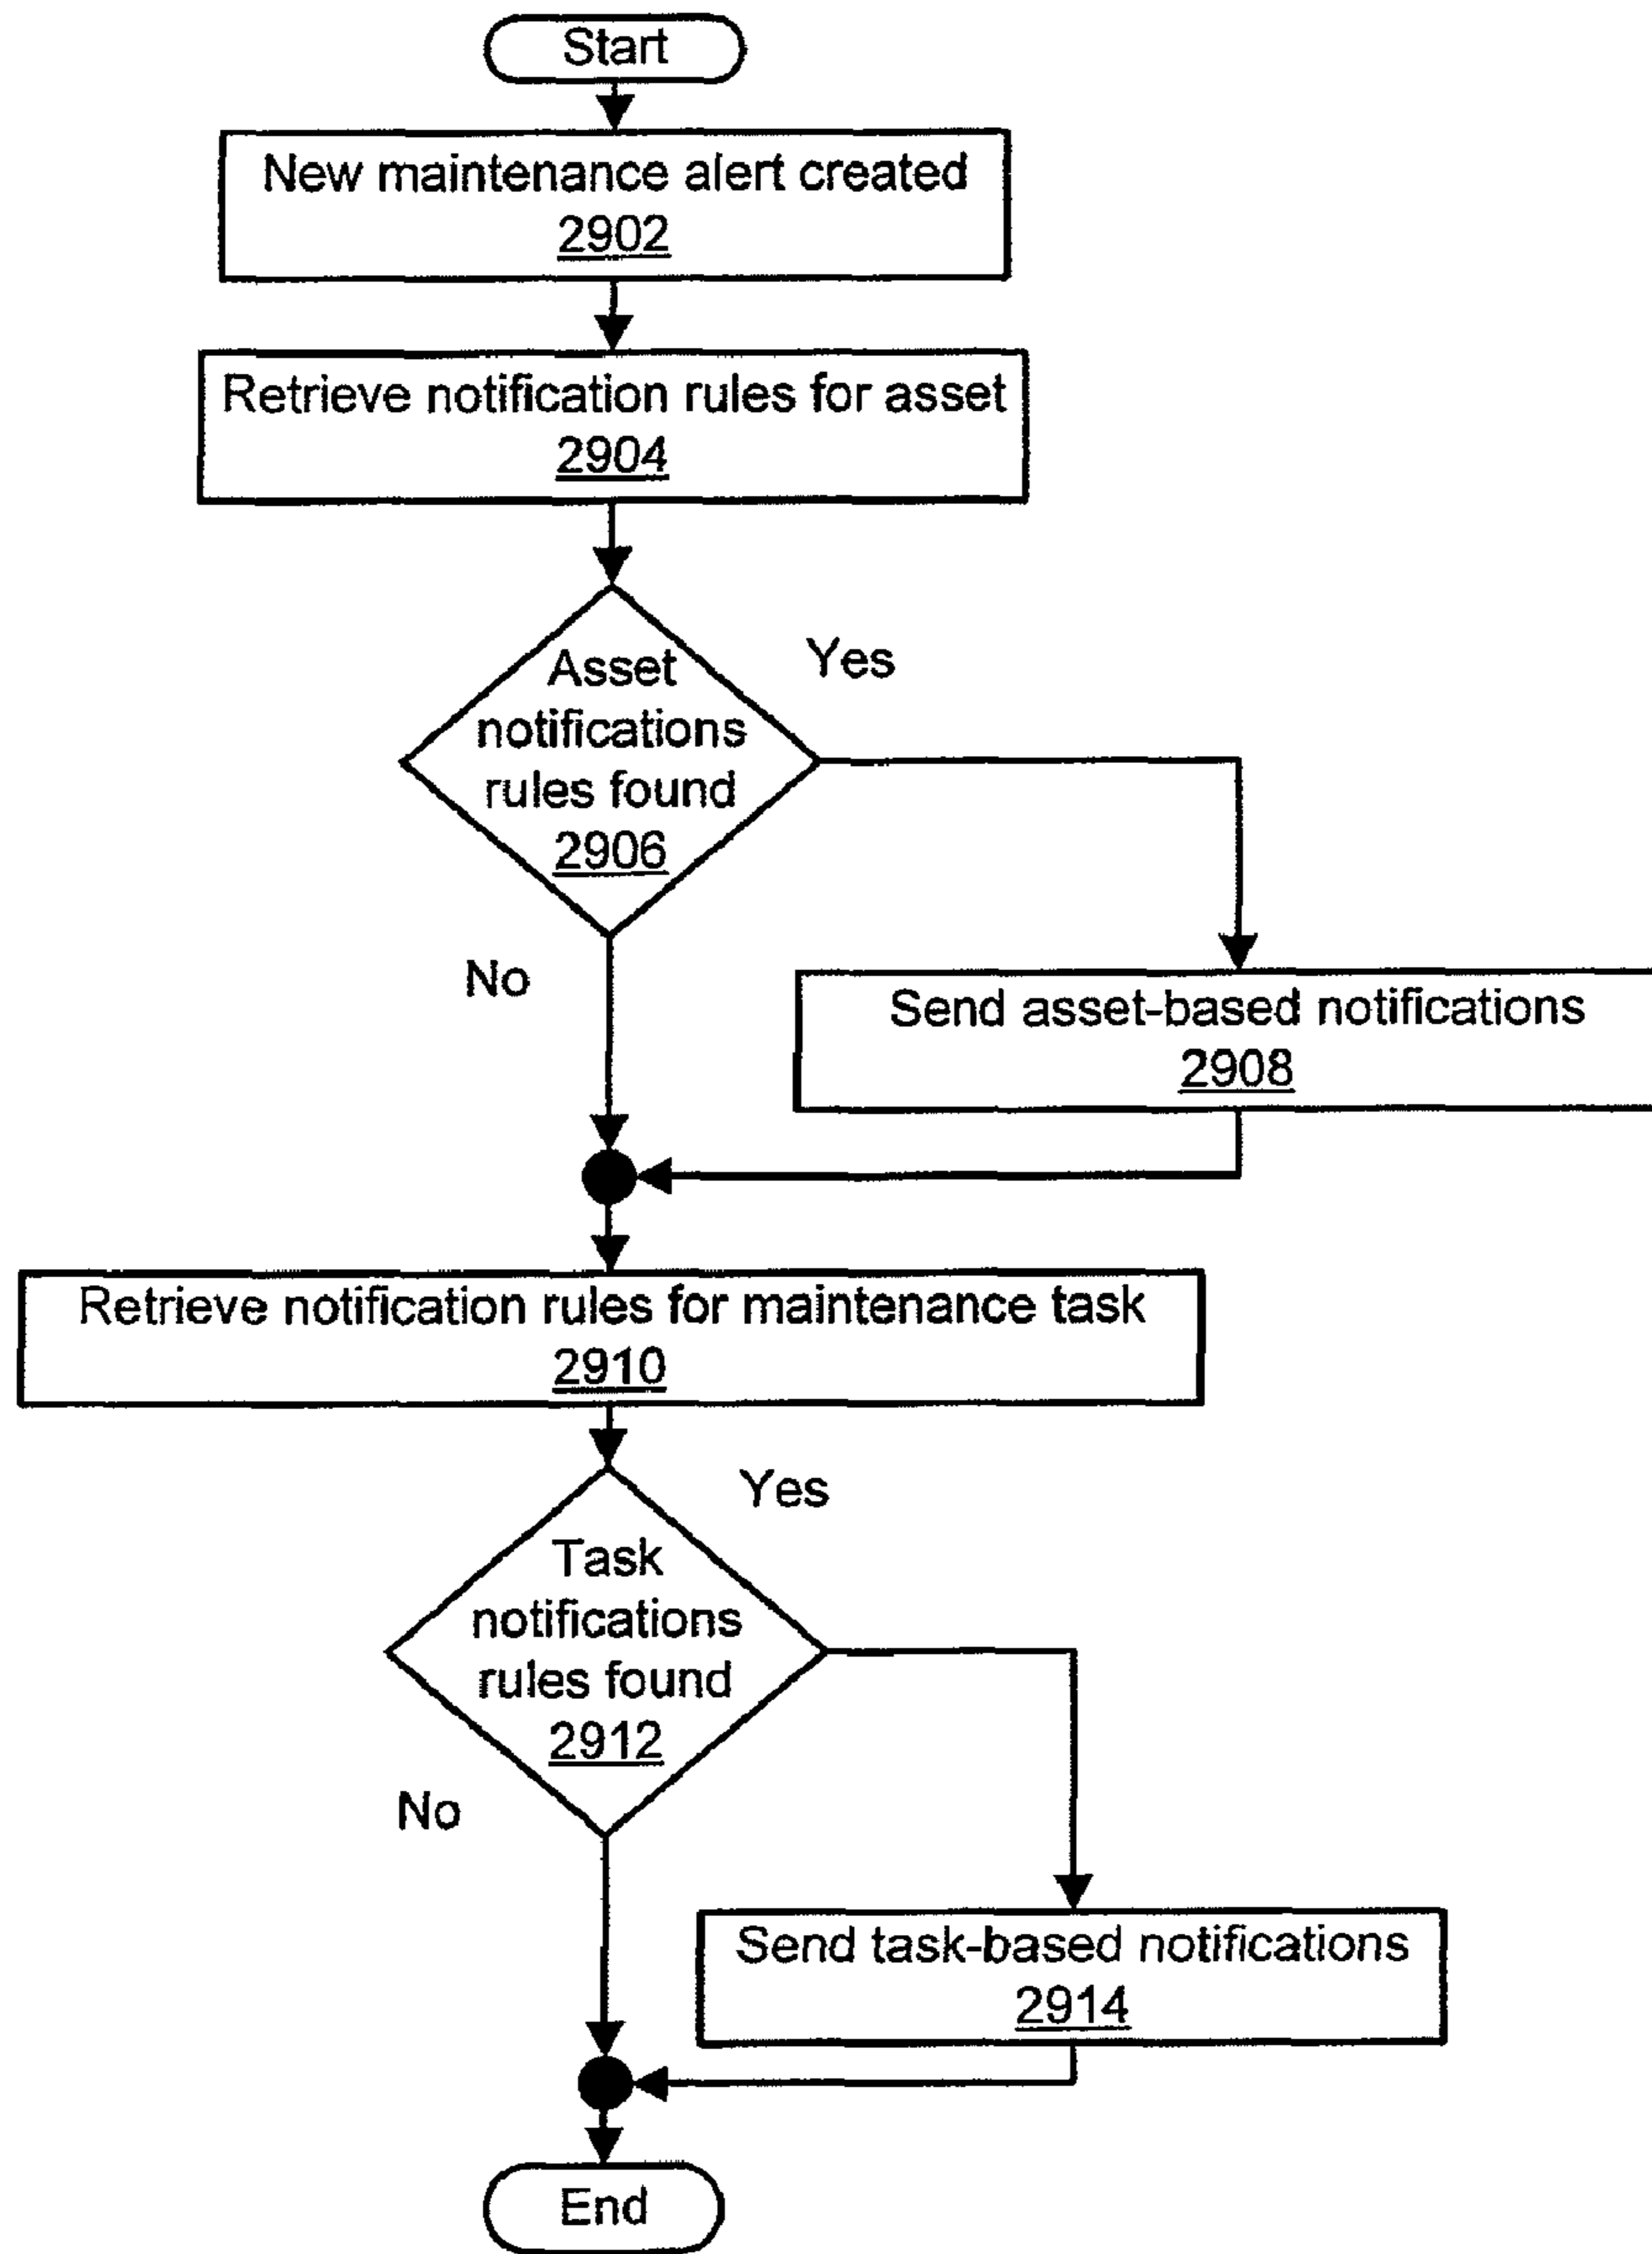 Start
New maintenance alert created
2902
Retrieve notification rules for asset
2904
Asset
notifications
rules found
2906
Yes
No
Send asset-based notifications
2908
Retrieve notification rules for maintenance task
2910
Yes
Task
notifications
rules found
2912
No
Send task-based notifications
2914
End